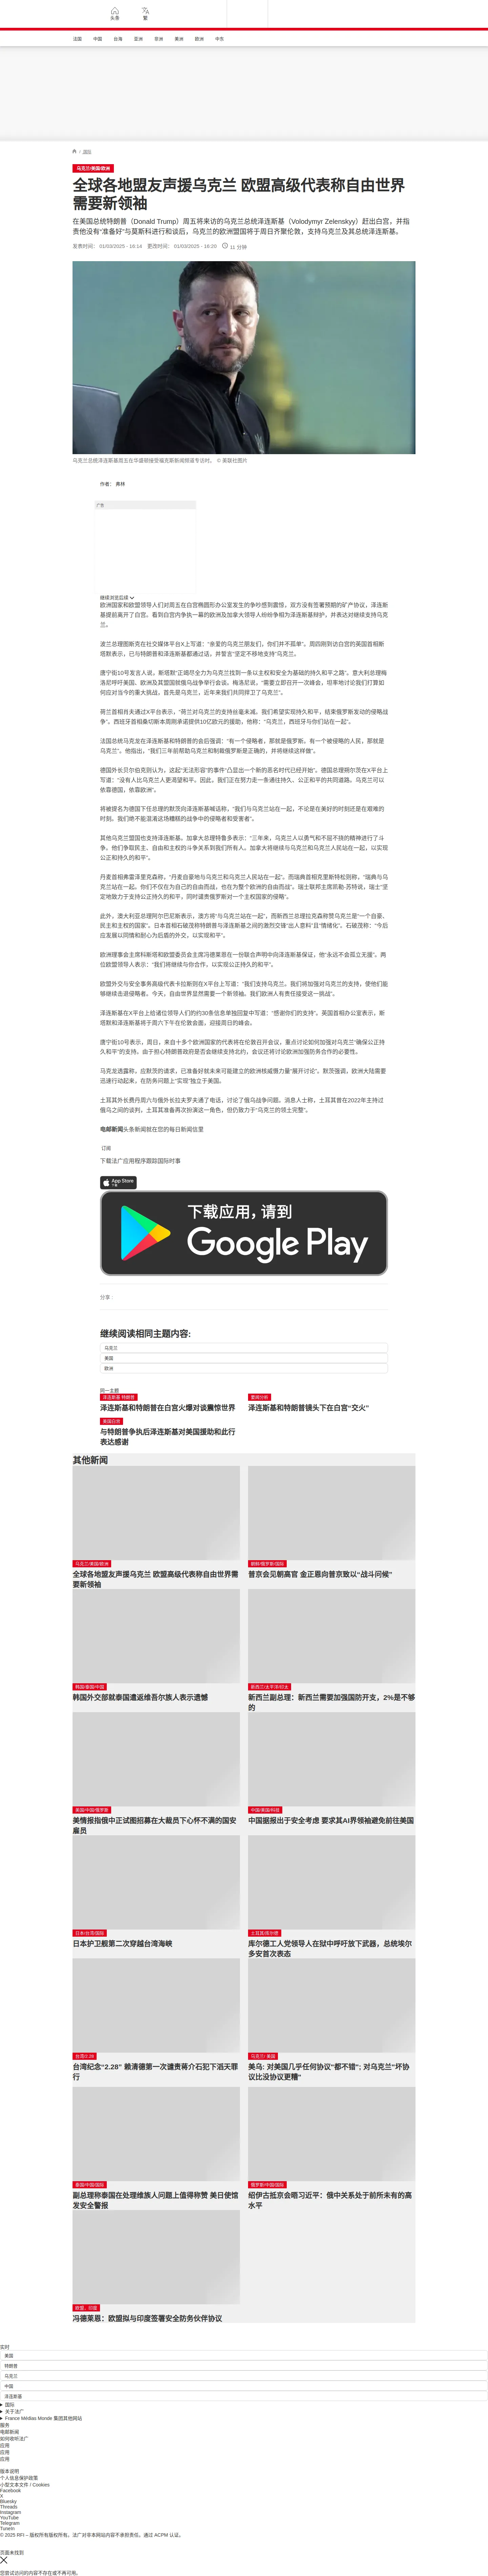 头条
繁
法国
中国
台海
亚洲
非洲
美洲
欧洲
中东
/ 国际
乌克兰/美国/欧洲
全球各地盟友声援乌克兰 欧盟高级代表称自由世界
需要新领袖
在美国总统特朗普（Donald Trump）周五将来访的乌克兰总统泽连斯基（Volodymyr Zelenskyy）赶出白宫，并指
责他没有“准备好”与莫斯科进行和谈后，乌克兰的欧洲盟国将于周日齐聚伦敦，支持乌克兰及其总统泽连斯基。
发表时间： 01/03/2025 - 16:14 更改时间： 01/03/2025 - 16:20 11 分钟
乌克兰总统泽连斯基周五在华盛顿接受福克斯新闻频道专访时。 © 美联社图片
作者： 弗林
广告
继续浏览后续
欧洲国家和欧盟领导人们对周五在白宫椭圆形办公室发生的争吵感到震惊，双方没有签署预期的矿产协议，泽连斯
基提前离开了白宫。看到白宫内争执一幕的欧洲及加拿大领导人纷纷争相为泽连斯基辩护，并表达对继续支持乌克
兰。
波兰总理图斯克在社交媒体平台X上写道：“亲爱的乌克兰朋友们，你们并不孤单”。周四刚到访白宫的英国首相斯
塔默表示，已与特朗普和泽连斯基都通过话，并誓言“坚定不移地支持”乌克兰。
唐宁街10号发言人说，斯塔默“正竭尽全力为乌克兰找到一条以主权和安全为基础的持久和平之路”。意大利总理梅
洛尼呼吁美国、欧洲及其盟国就俄乌战争举行会谈。梅洛尼说，“需要立即召开一次峰会，坦率地讨论我们打算如
何应对当今的重大挑战，首先是乌克兰，近年来我们共同捍卫了乌克兰”。
荷兰首相肖夫通过X平台表示，“荷兰对乌克兰的支持丝毫未减。我们希望实现持久和平，结束俄罗斯发动的侵略战
争”。西班牙首相桑切斯本周刚承诺提供10亿欧元的援助，他称：“乌克兰，西班牙与你们站在一起”。
法国总统马克龙在泽连斯基和特朗普的会后强调：“有一个侵略者，那就是俄罗斯，有一个被侵略的人民，那就是
乌克兰”。他指出，“我们三年前帮助乌克兰和制裁俄罗斯是正确的，并将继续这样做”。
德国外长贝尔伯克则认为，这起“无法形容”的事件“凸显出一个新的恶名时代已经开始”。德国总理朔尔茨在X平台上
写道：“没有人比乌克兰人更渴望和平。因此，我们正在努力走一条通往持久、公正和平的共同道路。乌克兰可以
依靠德国，依靠欧洲”。
将被提名为德国下任总理的默茨向泽连斯基喊话称，“我们与乌克兰站在一起，不论是在美好的时刻还是在艰难的
时刻。我们绝不能混淆这场糟糕的战争中的侵略者和受害者”。
其他乌克兰盟国也支持泽连斯基。加拿大总理特鲁多表示：“三年来，乌克兰人以勇气和不屈不挠的精神进行了斗
争，他们争取民主、自由和主权的斗争关系到我们所有人。加拿大将继续与乌克兰和乌克兰人民站在一起，以实现
公正和持久的和平”。
丹麦首相弗雷泽里克森称，“丹麦自豪地与乌克兰和乌克兰人民站在一起”。而瑞典首相克里斯特松则称，“瑞典与乌
克兰站在一起。你们不仅在为自己的自由而战，也在为整个欧洲的自由而战”。瑞士联邦主席凯勒-苏特说，瑞士“坚
定地致力于支持公正持久的和平，同时谴责俄罗斯对一个主权国家的侵略”。
此外，澳大利亚总理阿尔巴尼斯表示，澳方将“与乌克兰站在一起”，而新西兰总理拉克森称赞乌克兰是“一个自豪、
民主和主权的国家”。日本首相石破茂称特朗普与泽连斯基之间的激烈交锋“出人意料”且“情绪化”。石破茂称：“今后
应发展以同情和耐心为后盾的外交，以实现和平”。
欧洲理事会主席科斯塔和欧盟委员会主席冯德莱恩在一份联合声明中向泽连斯基保证，他“永远不会孤立无援”。两
位欧盟领导人表示：“我们将继续与你合作，以实现公正持久的和平”。
欧盟外交与安全事务高级代表卡拉斯则在X平台上写道：“我们支持乌克兰，我们将加强对乌克兰的支持，使他们能
够继续击退侵略者。今天，自由世界显然需要一个新领袖。我们欧洲人有责任接受这一挑战”。
泽连斯基在X平台上给诸位领导人们的约30条信息单独回复中写道：“感谢你们的支持”。英国首相办公室表示，斯
塔默和泽连斯基将于周六下午在伦敦会面，迎接周日的峰会。
唐宁街10号表示，周日，来自十多个欧洲国家的代表将在伦敦召开会议，重点讨论如何加强对乌克兰“确保公正持
久和平”的支持。由于担心特朗普政府是否会继续支持北约，会议还将讨论欧洲加强防务合作的必要性。
马克龙透露称，应默茨的请求，已准备好就未来可能建立的欧洲核威慑力量“展开讨论”。默茨强调，欧洲大陆需要
迅速行动起来，在防务问题上“实现”独立于美国。
土耳其外长费丹周六与俄外长拉夫罗夫通了电话，讨论了俄乌战争问题。消息人士称，土耳其曾在2022年主持过
俄乌之间的谈判，土耳其准备再次扮演这一角色，但仍致力于“乌克兰的领土完整”。
电邮新闻头条新闻就在您的每日新闻信里
订阅
下载法广应用程序跟踪国际时事
App Store
下载
下载应用，请到
Google Play
分享 :
继续阅读相同主题内容:
乌克兰
美国
欧洲
同一主题
泽连斯基 特朗普
泽连斯基和特朗普在白宫火爆对谈震惊世界
要闻分析
泽连斯基和特朗普镜头下在白宫“交火”
美国日房
与特朗普争执后泽连斯基对美国援助和此行
表达感谢
其他新闻
乌克兰/美国/欧洲
全球各地盟友声援乌克兰 欧盟高级代表称自由世界需
要新领袖
朝鲜/俄罗斯/国际
普京会见朝高官 金正恩向普京致以“战斗问候”
韩国/泰国/中国
韩国外交部就泰国遣返维吾尔族人表示遗憾
新西兰/太平洋/印太
新西兰副总理：新西兰需要加强国防开支，2%是不够
的
美国/中国/俄罗斯
美情报指俄中正试图招募在大裁员下心怀不满的国安
雇员
中国/美国/科技
中国据报出于安全考虑 要求其AI界领袖避免前往美国
日本/台湾/国际
日本护卫舰第二次穿越台湾海峡
土耳其/库尔德
库尔德工人党领导人在狱中呼吁放下武器，总统埃尔
多安首次表态
台湾/2.28
台湾纪念“2.28” 赖清德第一次谴责蒋介石犯下滔天罪
行
乌克兰/ 美国
美乌: 对美国几乎任何协议"都不错"; 对乌克兰"坏协
议比没协议更糟"
泰国/中国/国际
副总理称泰国在处理维族人问题上值得称赞 美日使馆
发安全警报
俄罗斯/中国/国际
绍伊古抵京会晤习近平：俄中关系处于前所未有的高
水平
欧盟、印度
冯德莱恩：欧盟拟与印度签署安全防务伙伴协议
实时
美国
特朗普
乌克兰
中国
泽连斯基
国际
关于法广
France Médias Monde 集团其他网站
服务
电邮新闻
如何收听法广
应用
应用
应用
版本说明
个人信息保护政策
小型文本文件 / Cookies
Facebook
X
Bluesky
Threads
Instagram
YouTube
Telegram
TuneIn
© 2025 RFI – 版权所有版权所有。法广对非本网站内容不承担责任。通过 ACPM 认证。
页面未找到
您尝试访问的内容不存在或不再可用。